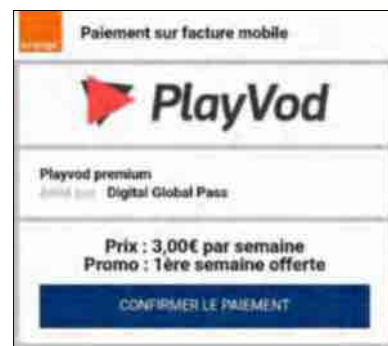 orange
Paiement sur facture mobile
PlayVod
Playvod premium
Digital Global Pass
Prix : 3,00€ par semaine
Promo : 1ère semaine offerte
CONFIRMER LE PAIEMENT